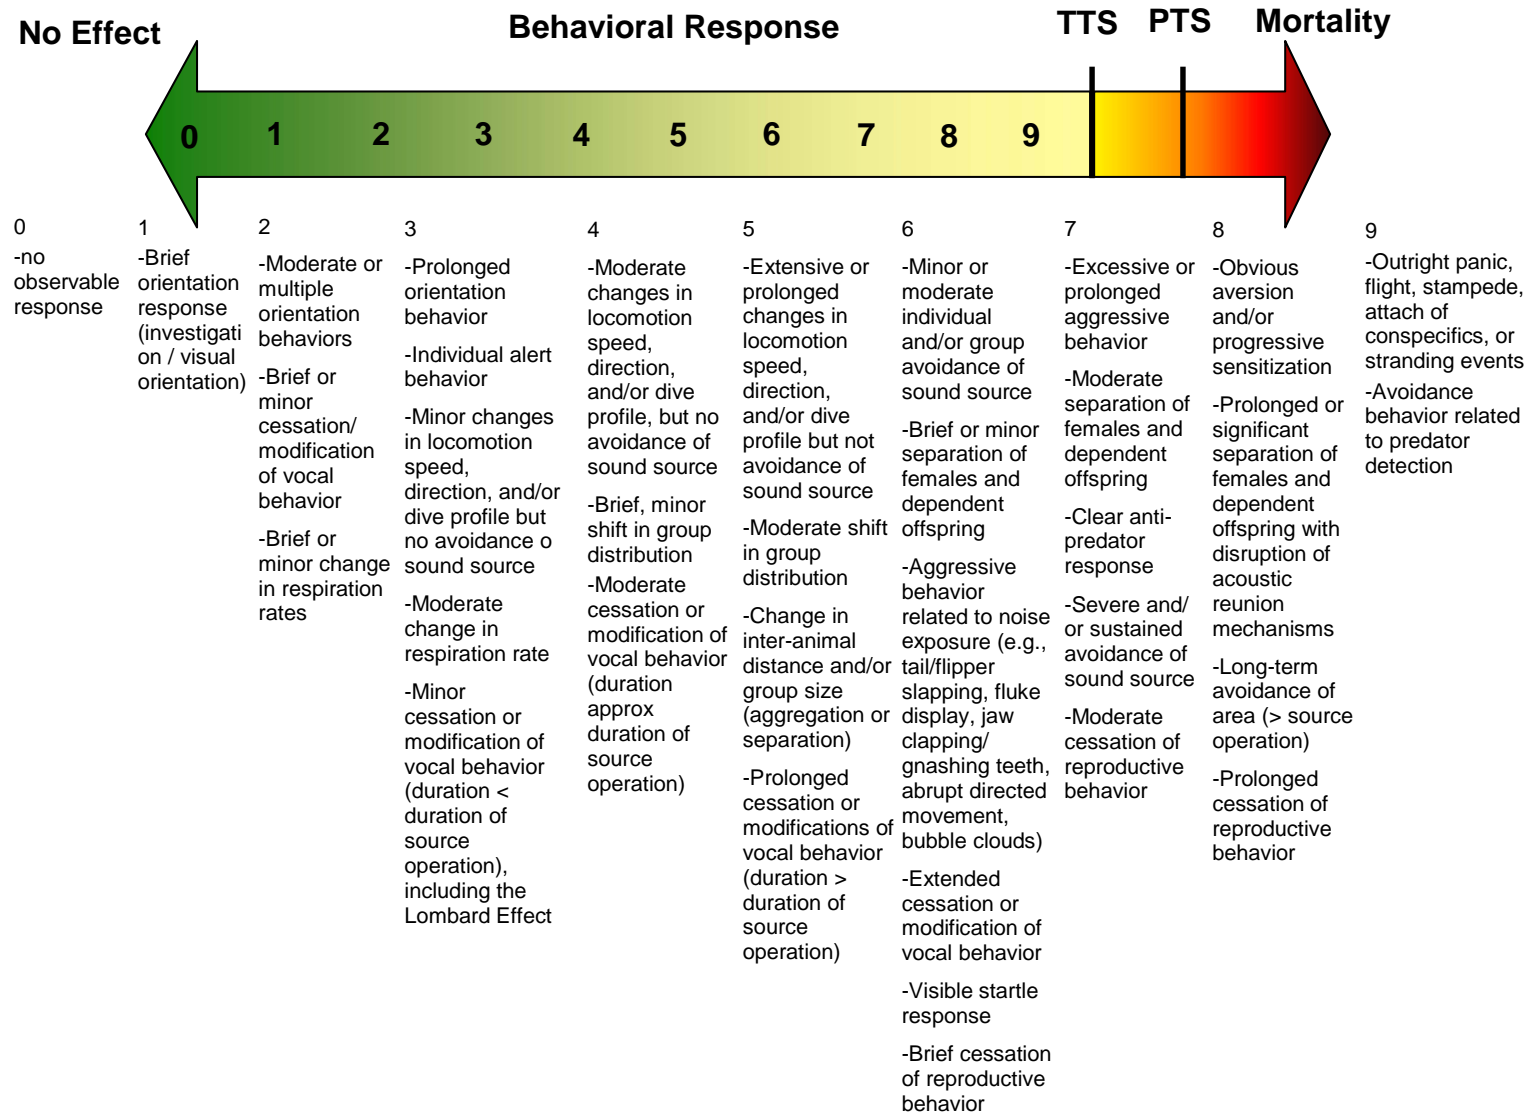 No Effect
Behavioral Response
TTS
PTS
Mortality
0
1
2
3
4
5
6
7
8
9
0
-no
observable
response
1
-Brief
orientation
response
(investigati
on / visual
orientation)
2
-Moderate or
multiple
orientation
behaviors
-Brief or
minor
cessation/
modification
of vocal
behavior
-Brief or
minor change
in respiration
rates
3
-Prolonged
orientation
behavior
-Individual alert
behavior
-Minor changes
in locomotion
speed,
direction, and/or
dive profile but
no avoidance o
sound source
-Moderate
change in
respiration rate
-Minor
cessation or
modification of
vocal behavior
(duration <
duration of
source
operation),
including the
Lombard Effect
4
-Moderate
changes in
locomotion
speed,
direction,
and/or dive
profile, but no
avoidance of
sound source
-Brief, minor
shift in group
distribution
-Moderate
cessation or
modification of
vocal behavior
(duration
approx
duration of
source
operation)
5
-Extensive or
prolonged
changes in
locomotion
speed,
direction,
and/or dive
profile but not
avoidance of
sound source
-Moderate shift
in group
distribution
-Change in
inter-animal
distance and/or
group size
(aggregation or
separation)
-Prolonged
cessation or
modifications of
vocal behavior
(duration >
duration of
source
operation)
6
-Minor or
moderate
individual
and/or group
avoidance of
sound source
-Brief or minor
separation of
females and
dependent
offspring
-Aggressive
behavior
related to noise
exposure (e.g.,
tail/flipper
slapping, fluke
display, jaw
clapping/
gnashing teeth,
abrupt directed
movement,
bubble clouds)
-Extended
cessation or
modification of
vocal behavior
-Visible startle
response
-Brief cessation
of reproductive
behavior
7
-Excessive or
prolonged
aggressive
behavior
-Moderate
separation of
females and
dependent
offspring
-Clear anti-
predator
response
-Severe and/
or sustained
avoidance of
sound source
-Moderate
cessation of
reproductive
behavior
8
-Obvious
aversion
and/or
progressive
sensitization
-Prolonged or
significant
separation of
females and
dependent
offspring with
disruption of
acoustic
reunion
mechanisms
-Long-term
avoidance of
area (> source
operation)
-Prolonged
cessation of
reproductive
behavior
9
-Outright panic,
flight, stampede,
attach of
conspecifics, or
stranding events
-Avoidance
behavior related
to predator
detection